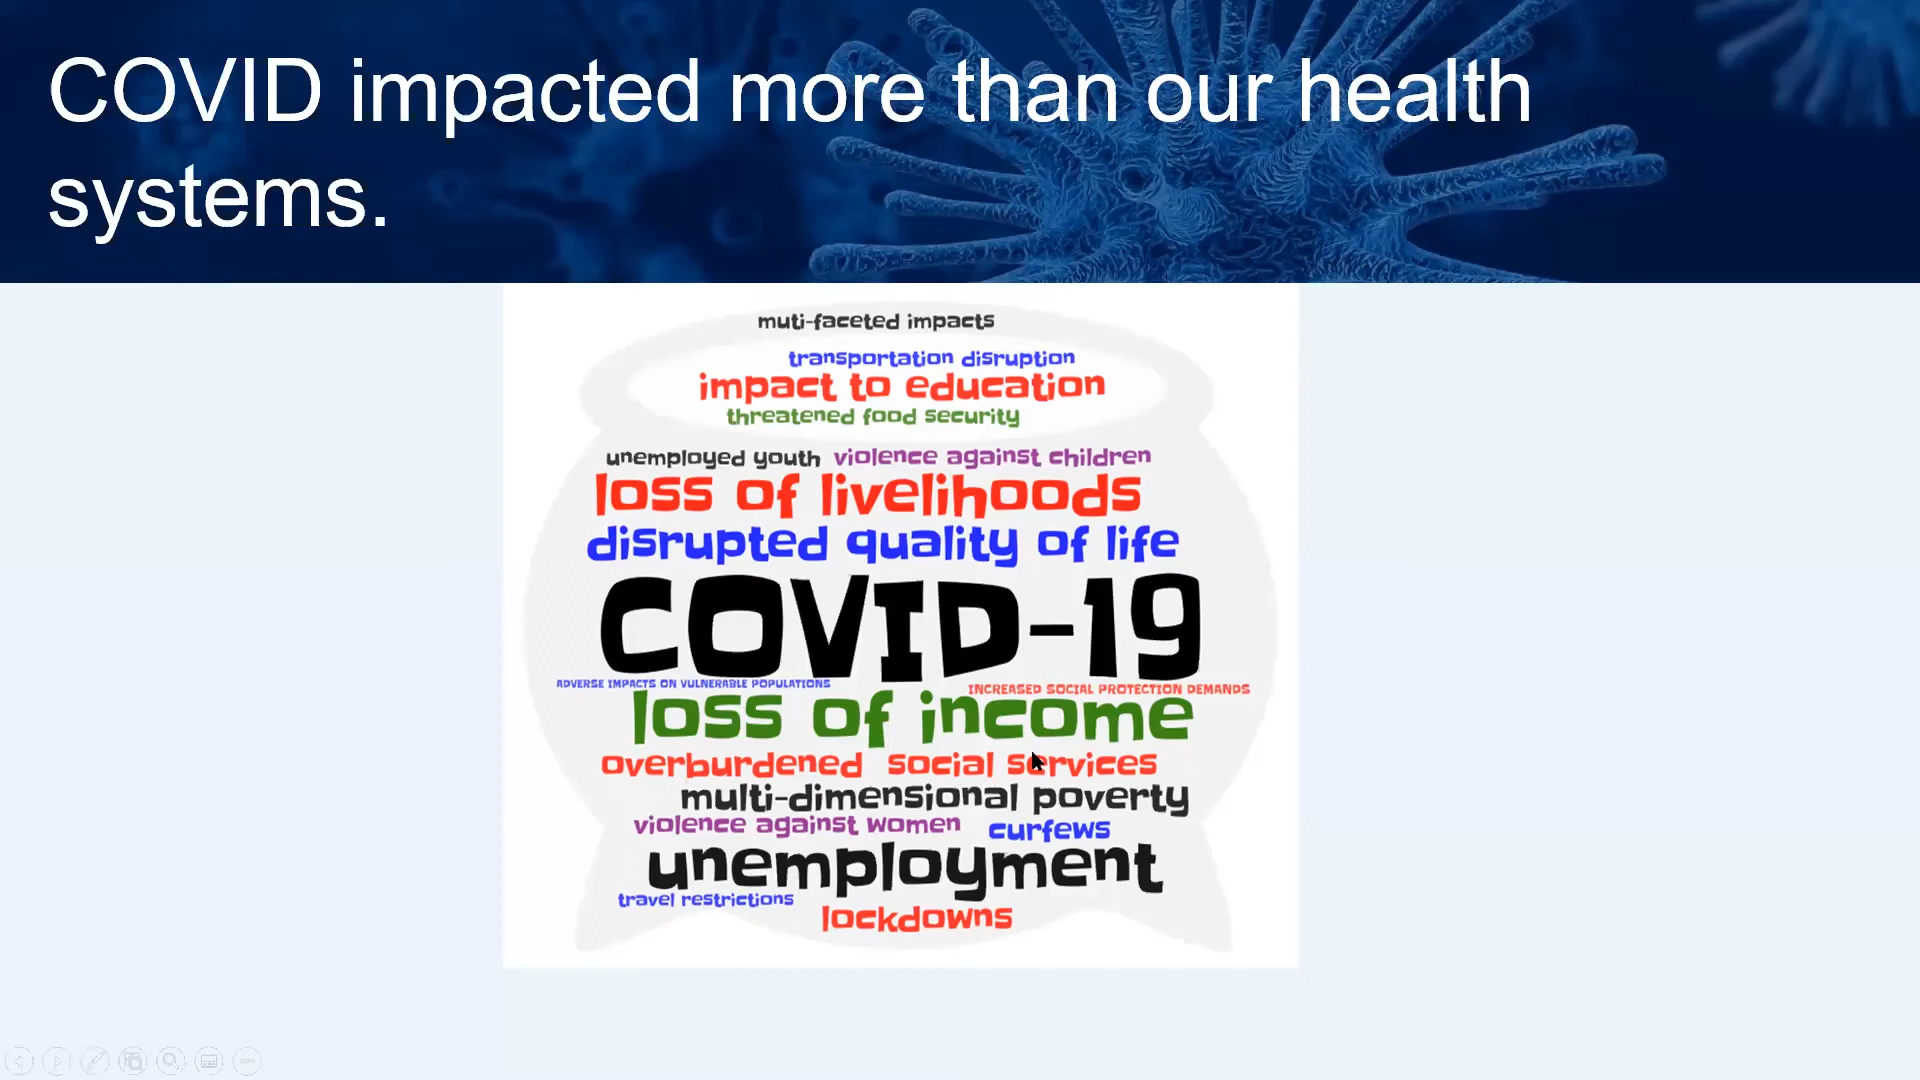 COVID impacted more than our health
systems.
muti-faceted impacts
transportation disruption
impact to education
threatened food security
unemployed youth violence against children
loss of livelihoods
disrupted quality of life
COVID-19
ADVERSE IMPACTS ON VULNERABLE POPULATIONS
INCREASED SOCIAL PROTECTION DEMANDS
loss of income
overburdened social services
multi-dimensional poverty
violence against women curfews
unemployment
travel restrictions
lockdowns